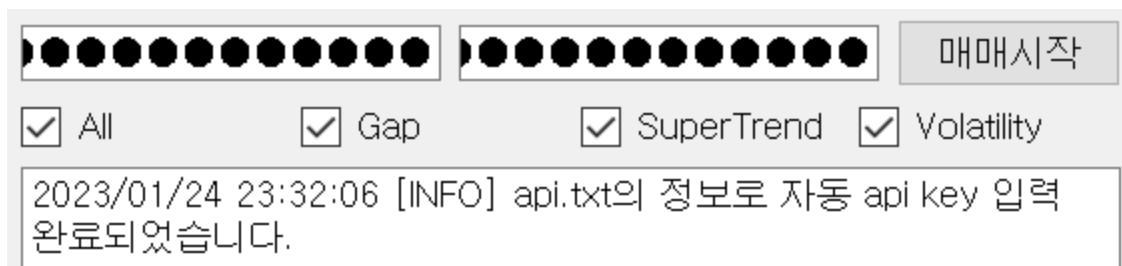 매매시작
All Gap SuperTrend Volatility
2023/01/24 23:32:06 [INFO] api.txt의 정보로 자동 api key 입력
완료되었습니다.